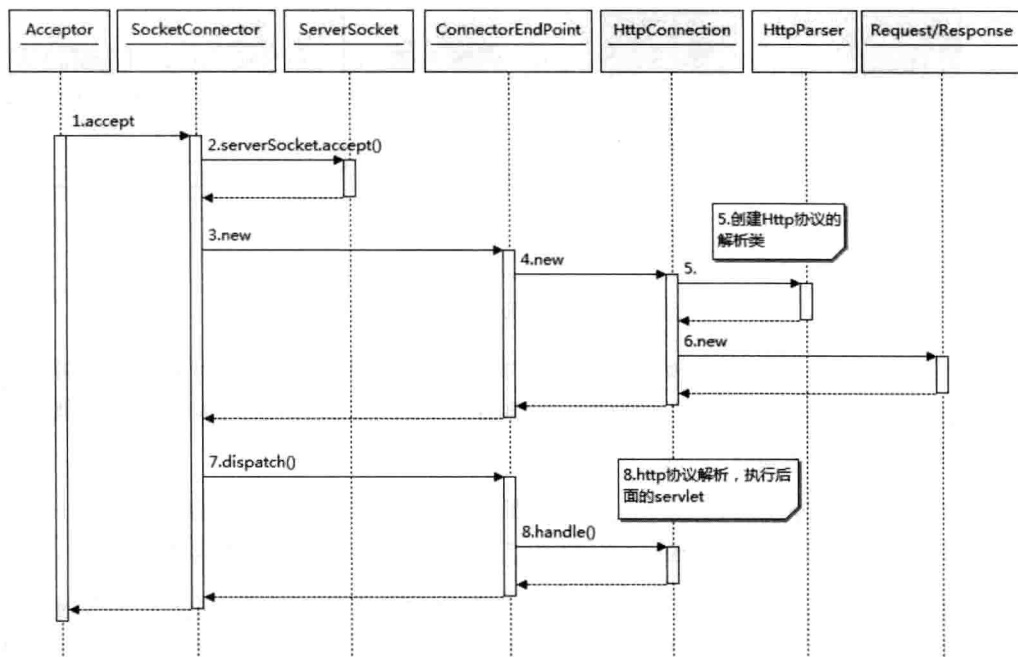 Acceptor
SocketConnector
ServerSocket
ConnectorEndPoint
HttpConnection
HttpParser
Request/Response
1.accept
2.serverSocket.accept()
3.new
4.new
5.创建Http协议的
解析类
5.
6.new
7.dispatch()
8.http协议解析，执行后
面的servlet
8.handle()